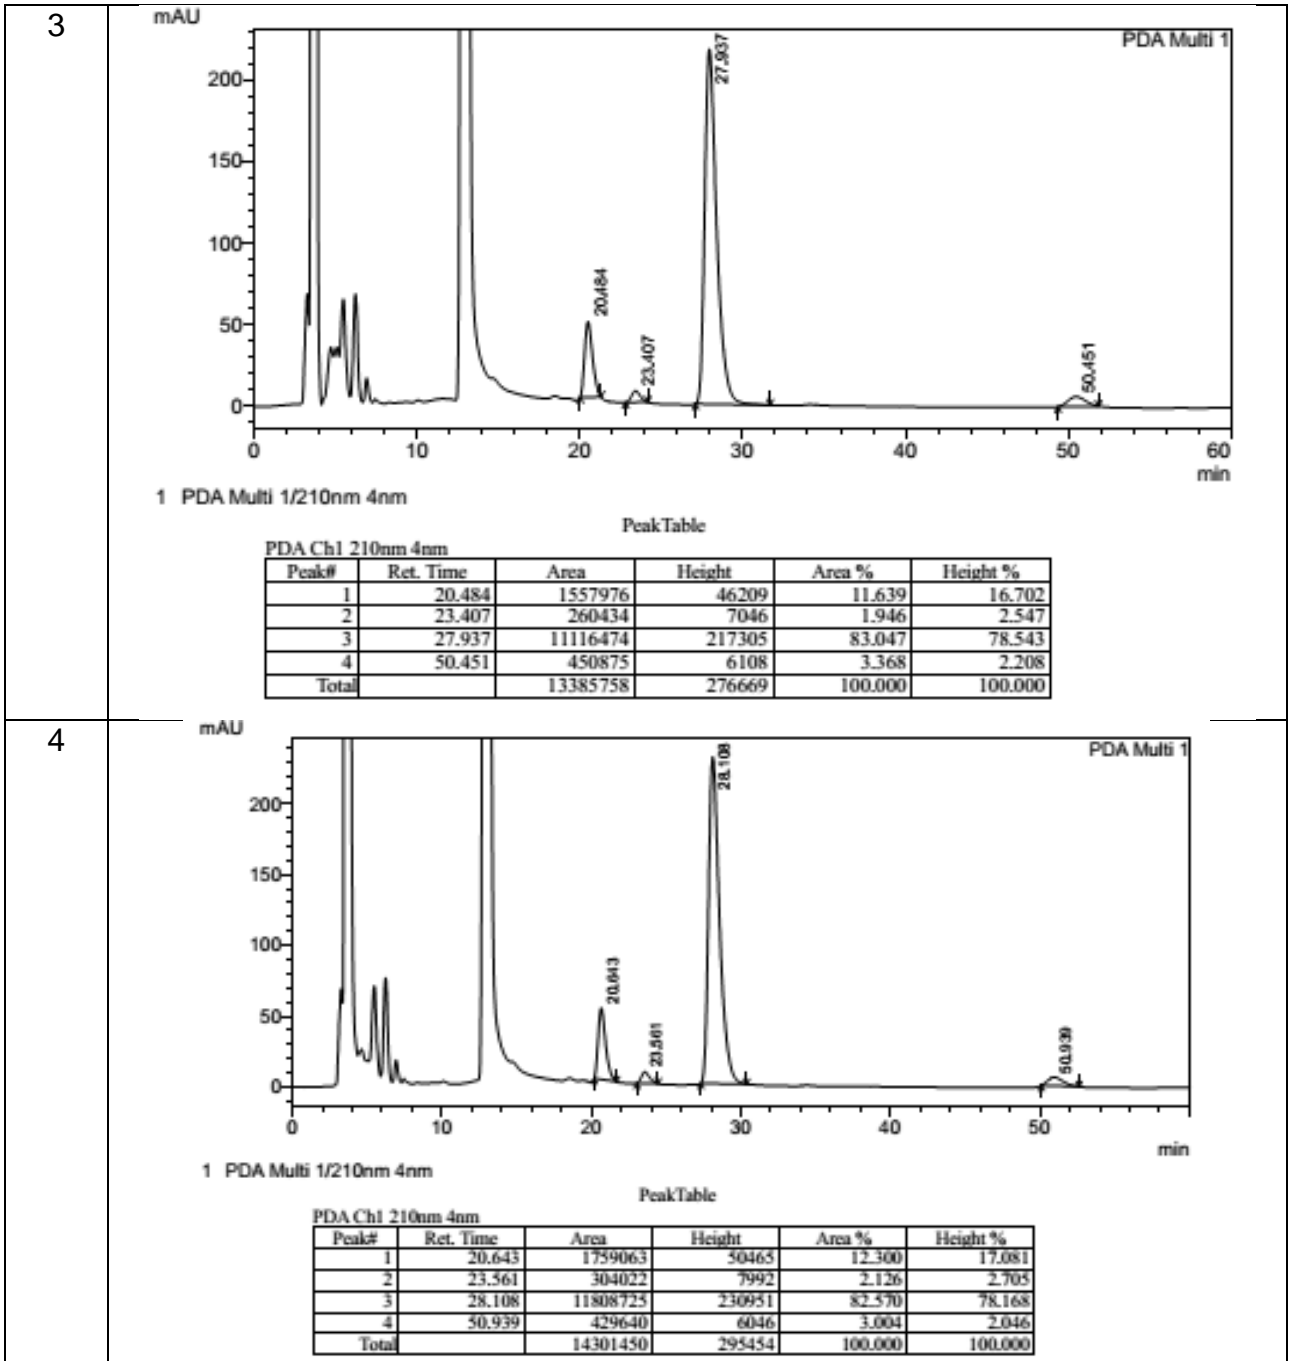 3
mAU
PDA Multi 1
200
150
100
50
0
20.484
23.407
27.937
50.451
0 10 20 30 40 50 60
min
1 PDA Multi 1/210nm 4nm
PeakTable
PDA Ch1 210nm 4nm
Peak# Ret. Time Area Height Area % Height %
1 20.484 1557976 46209 11.639 16.702
2 23.407 260434 7046 1.946 2.547
3 27.937 11116474 217305 83.047 78.543
4 50.451 450875 6108 3.368 2.208
Total 13385758 276669 100.000 100.000
4
mAU
PDA Multi 1
200
150
100
50
0
20.643
23.561
28.108
50.939
0 10 20 30 40 50
min
1 PDA Multi 1/210nm 4nm
PeakTable
PDA Ch1 210nm 4nm
Peak# Ret. Time Area Height Area % Height %
1 20.643 1759063 50465 12.300 17.081
2 23.561 304022 7992 2.126 2.705
3 28.108 11808725 230951 82.570 78.168
4 50.939 429640 6046 3.004 2.046
Total 14301450 295454 100.000 100.000